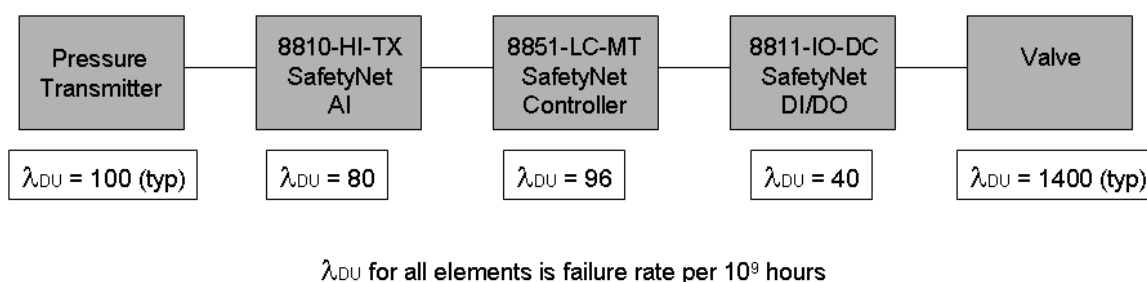 Pressure
Transmitter
8810-HI-TX
SafetyNet
AI
8851-LC-MT
SafetyNet
Controller
8811-IO-DC
SafetyNet
DI/DO
Valve
λDU = 100 (typ)
λDU = 80
λDU = 96
λDU = 40
λDU = 1400 (typ)
λDU for all elements is failure rate per 10⁹ hours